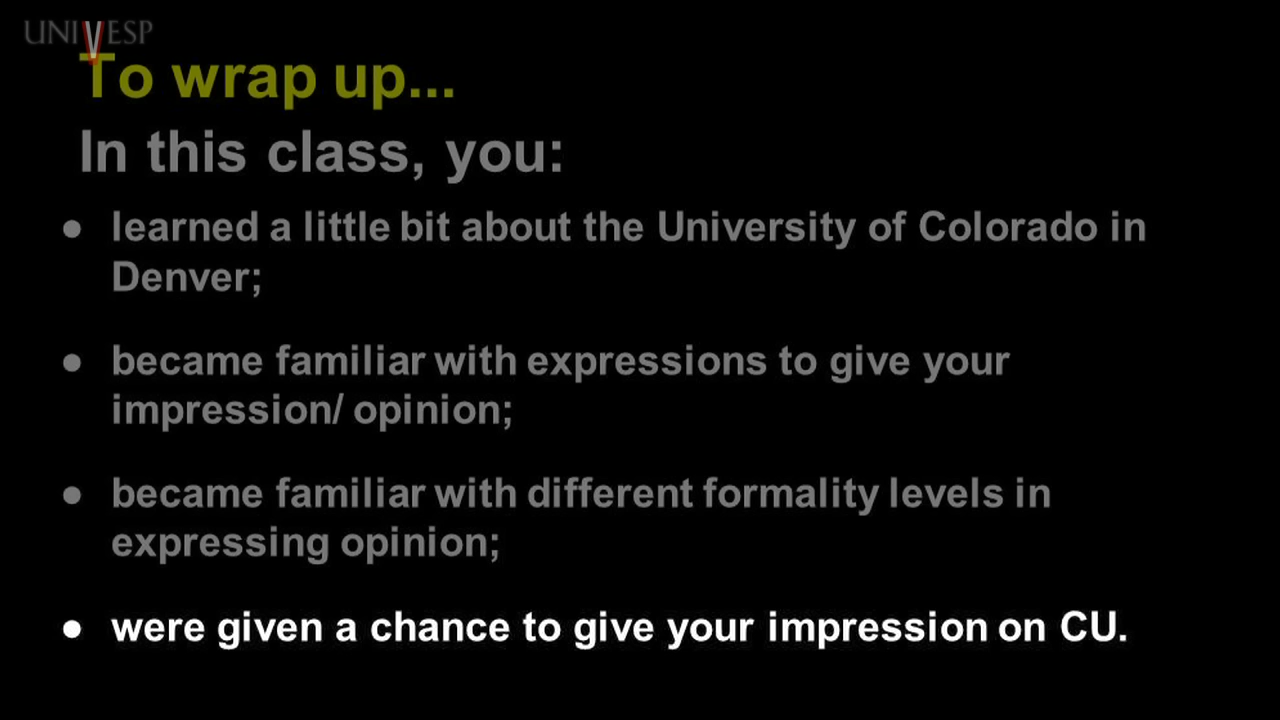 UNIVESP
To wrap up...
In this class, you:
● learned a little bit about the University of Colorado in
Denver;
● became familiar with expressions to give your
impression/ opinion;
● became familiar with different formality levels in
expressing opinion;
● were given a chance to give your impression on CU.